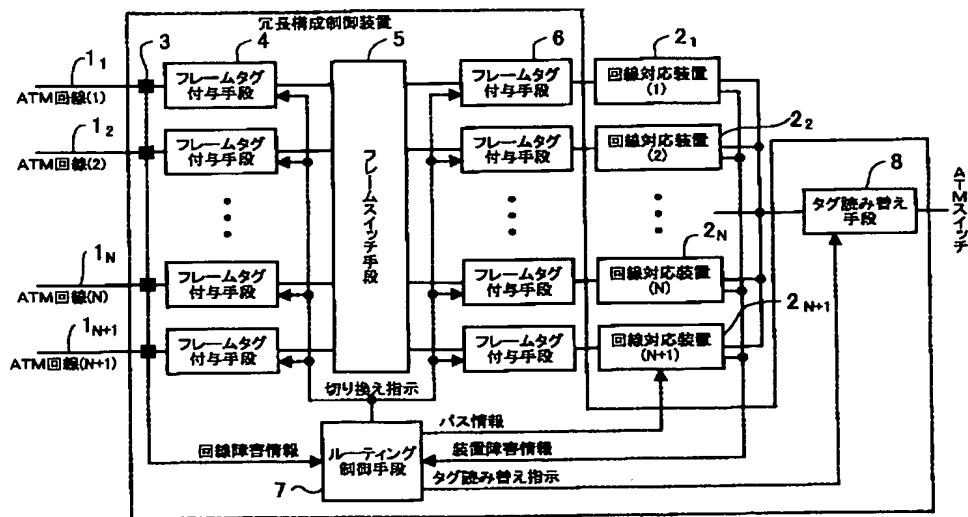 冗長構成制御装置
3
4
5
6
2₁
1₁
ATM回線(1)
フレームタグ
付与手段
フレームタグ
付与手段
回線対応装置
(1)
1₂
ATM回線(2)
フレームタグ
付与手段
フレームタグ
付与手段
回線対応装置
(2)
2₂
フレームスイッチ手段
8
タグ読み替え
手段
ATMスイッチ
1N
ATM回線(N)
フレームタグ
付与手段
フレームタグ
付与手段
2N
回線対応装置
(N)
1N+1
ATM回線(N+1)
フレームタグ
付与手段
フレームタグ
付与手段
回線対応装置
(N+1)
2N+1
切り換え指示
パス情報
回線障害情報
ルーティング
制御手段
装置障害情報
7
タグ読み替え指示